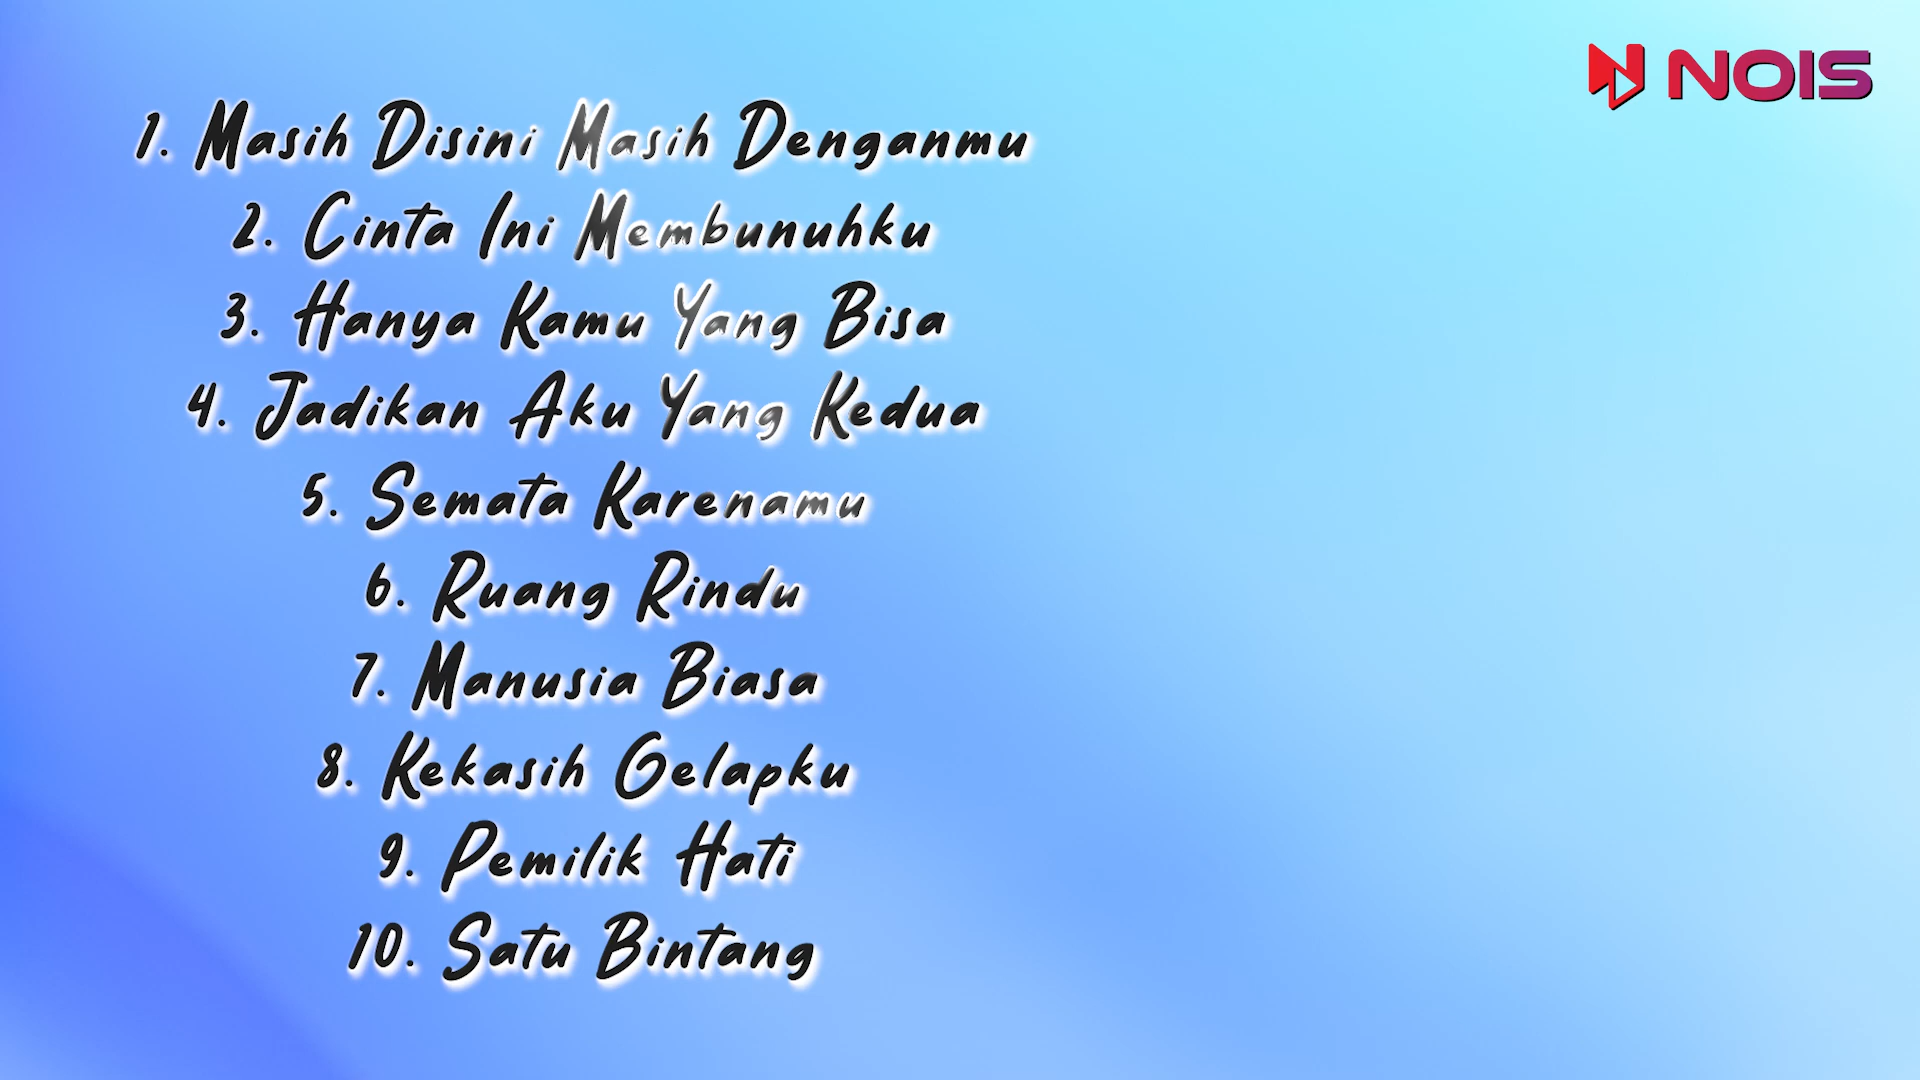 NOIS
1. Masih Disini Masih Denganmu
2. Cinta Ini Membunuhku
3. Hanya Kamu Yang Bisa
4. Jadikan Aku Yang Kedua
5. Semata Karenamu
6. Ruang Rindu
7. Manusia Biasa
8. Kekasih Gelapku
9. Pemilik Hati
10. Satu Bintang